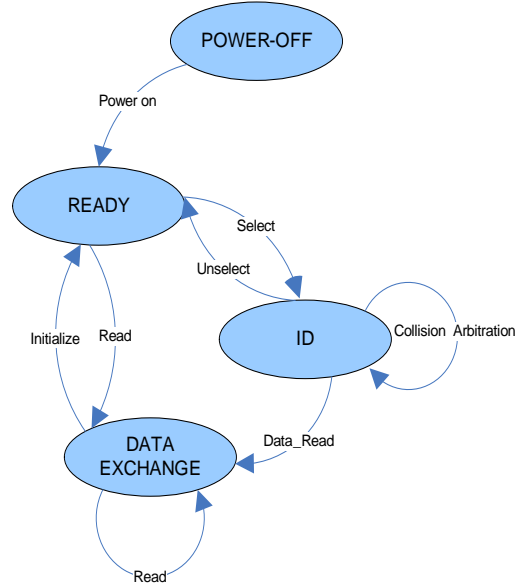 POWER-OFF
Power on
READY
Select
Unselect
Initialize
Read
ID
Collision Arbitration
DATA
EXCHANGE
Data_Read
Read